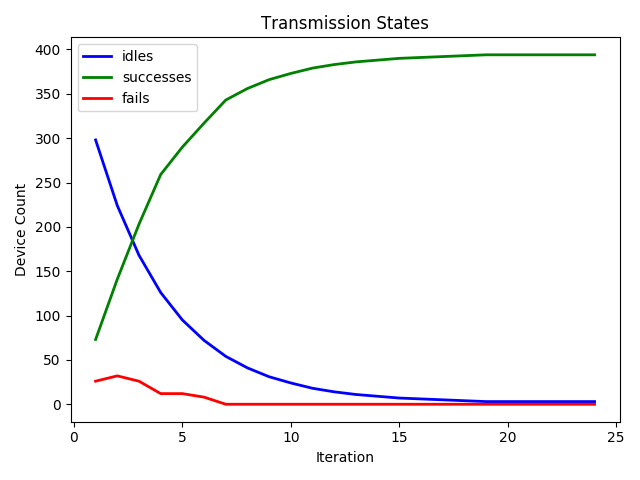 Transmission States
idles
successes
fails
400
350
300
250
200
150
100
50
0
Device Count
0 5 10 15 20 25
Iteration